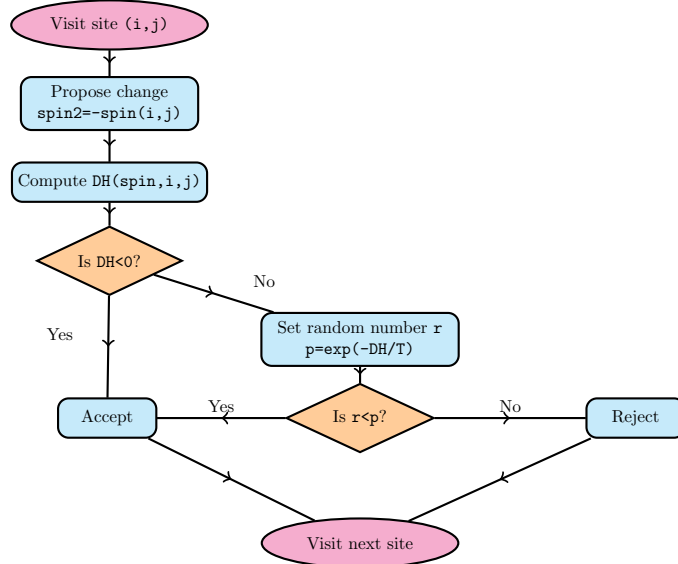 Visit site (i,j)
Propose change
spin2=-spin(i,j)
Compute DH(spin,i,j)
Is DH<0?
No
Yes
Set random number r
p=exp(-DH/T)
Accept
Yes
Is r<p?
No
Reject
Visit next site